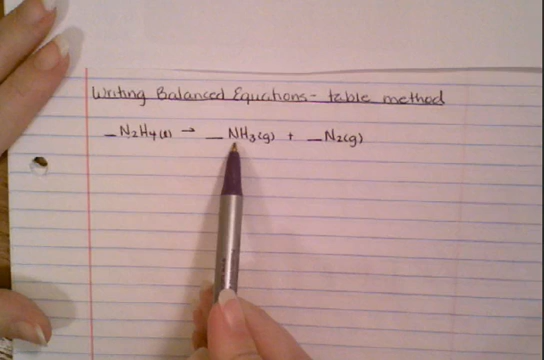 Writing Balanced Equations - table method
_N₂H₄(l) → _NH₃(g) + _N₂(g)